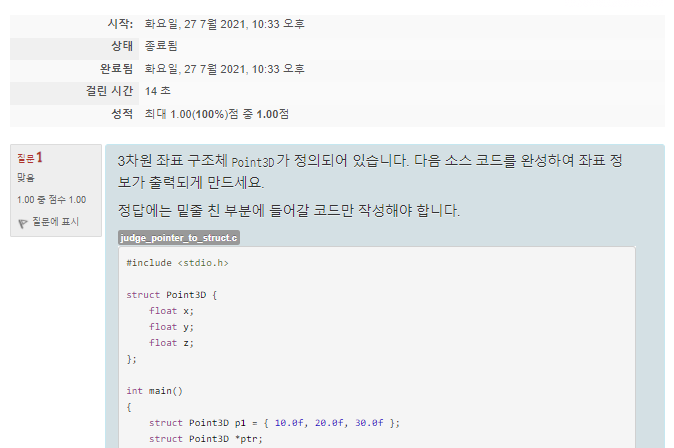 시작: 화요일, 27 7월 2021, 10:33 오후
상태 종료됨
완료됨 화요일, 27 7월 2021, 10:33 오후
걸린 시간 14 초
성적 최대 1.00(100%)점 중 1.00점
질문1
맞음
1.00 중 점수 1.00
질문에 표시
3차원 좌표 구조체 Point3D가 정의되어 있습니다. 다음 소스 코드를 완성하여 좌표 정
보가 출력되게 만드세요.
정답에는 밑줄 친 부분에 들어갈 코드만 작성해야 합니다.
judge_pointer_to_struct.c
#include <stdio.h>
struct Point3D {
float x;
float y;
float z;
};
int main()
{
struct Point3D p1 = { 10.0f, 20.0f, 30.0f };
struct Point3D *ptr;